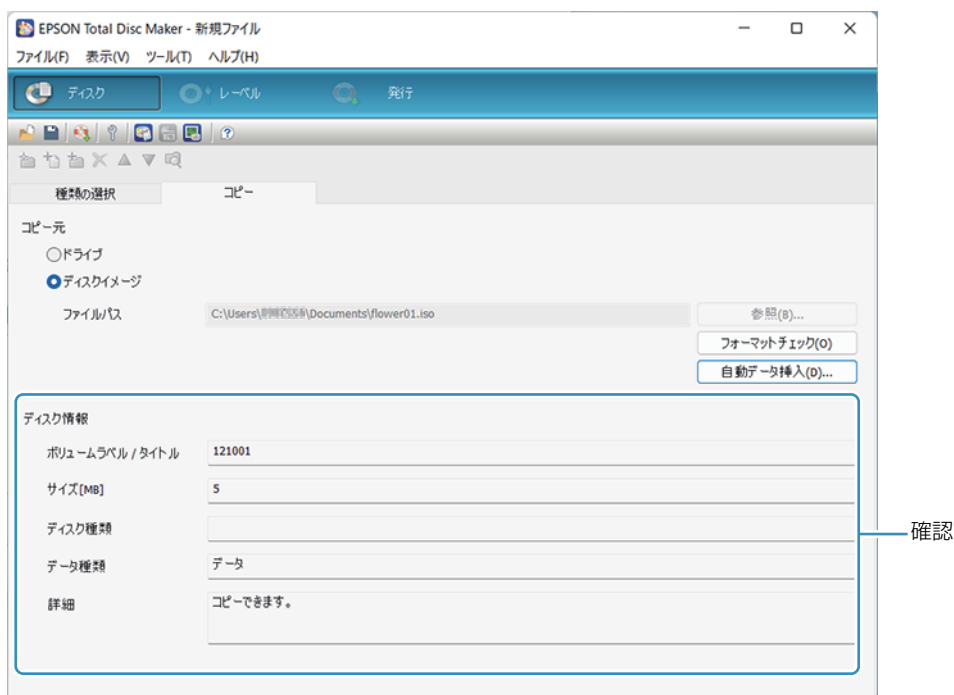 EPSON Total Disc Maker - 新規ファイル
ファイル(F) 表示(V) ツール(T) ヘルプ(H)
ディスク レーベル 発行
種類の選択 コピー
コピー元
ドライブ
ディスクイメージ
ファイルパス C:\Users\ \Documents\flower01.iso 参照(B)...
フォーマットチェック(O)
自動データ挿入(D)...
ディスク情報
ボリュームラベル / タイトル 121001
サイズ[MB] 5
ディスク種類
確認
データ種類 データ
詳細 コピーできます。